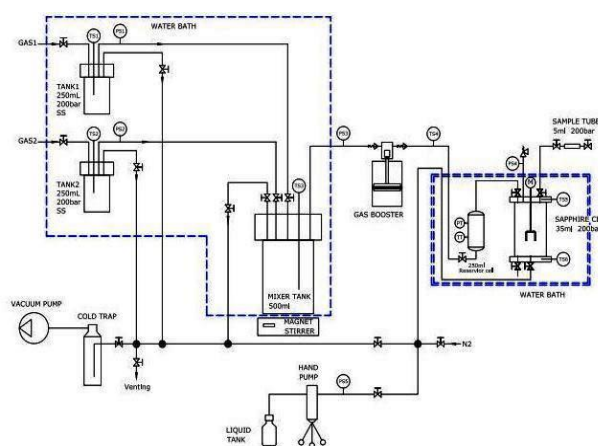 WATER BATH
GAS1
TS1
PS1
TANK1
250mL
200bar
SS
GAS2
TS2
PS2
TANK2
250mL
200bar
SS
TS3
MIXER TANK
500ml
MAGNET
STIRRER
PS3
GAS BOOSTER
TS4
SAMPLE TUBE
5ml 200bar
PS4
M
TS5
SAPPHIRE CE
35ml 200ba
PT
TT
250ml
Reservoir cell
TS6
WATER BATH
VACUUM PUMP
COLD TRAP
Venting
N2
HAND
PUMP
PS5
LIQUID
TANK